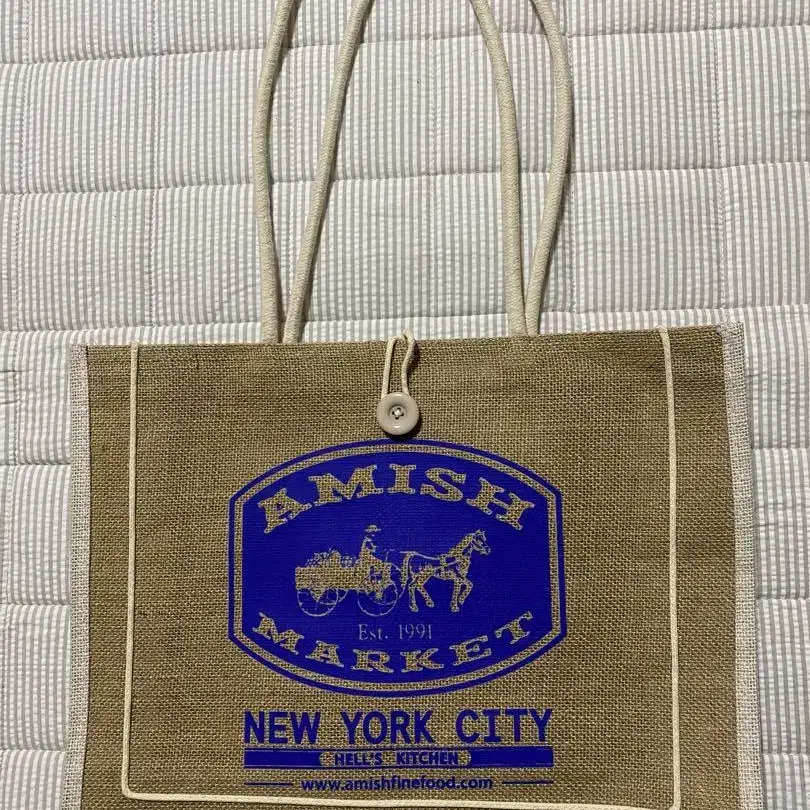 AMISH
Est. 1991
MARKET
NEW YORK CITY
HELL'S KITCHEN
www.amishfinefood.com